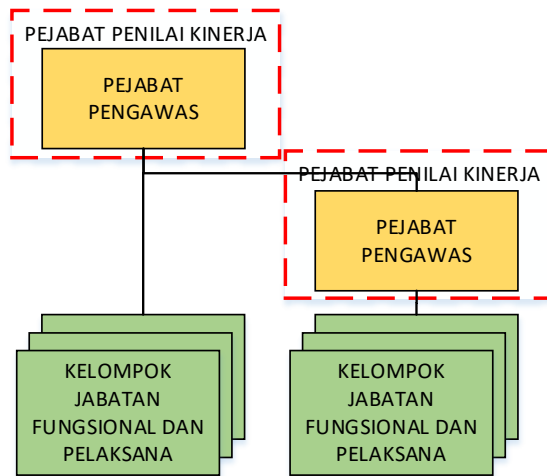 PEJABAT PENILAI KINERJA
PEJABAT
PENGAWAS
PEJABAT PENILAI KINERJA
PEJABAT
PENGAWAS
KELOMPOK
JABATAN
FUNGSIONAL DAN
PELAKSANA
KELOMPOK
JABATAN
FUNGSIONAL DAN
PELAKSANA